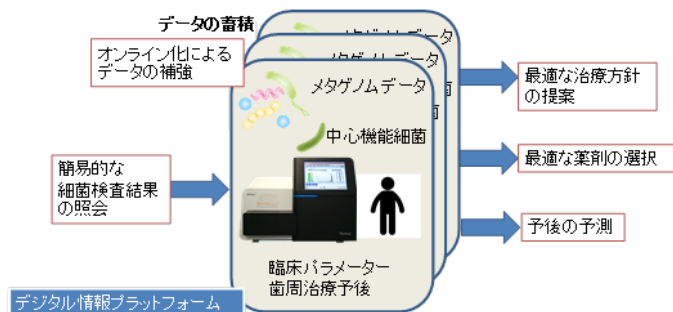 データの蓄積
オンライン化による
データの補強
メタゲノムデータ
中心機能細菌
簡易的な
細菌検査結果
の照会
臨床パラメーター
歯周治療予後
最適な治療方針
の提案
最適な薬剤の選択
予後の予測
デジタル情報プラットフォーム